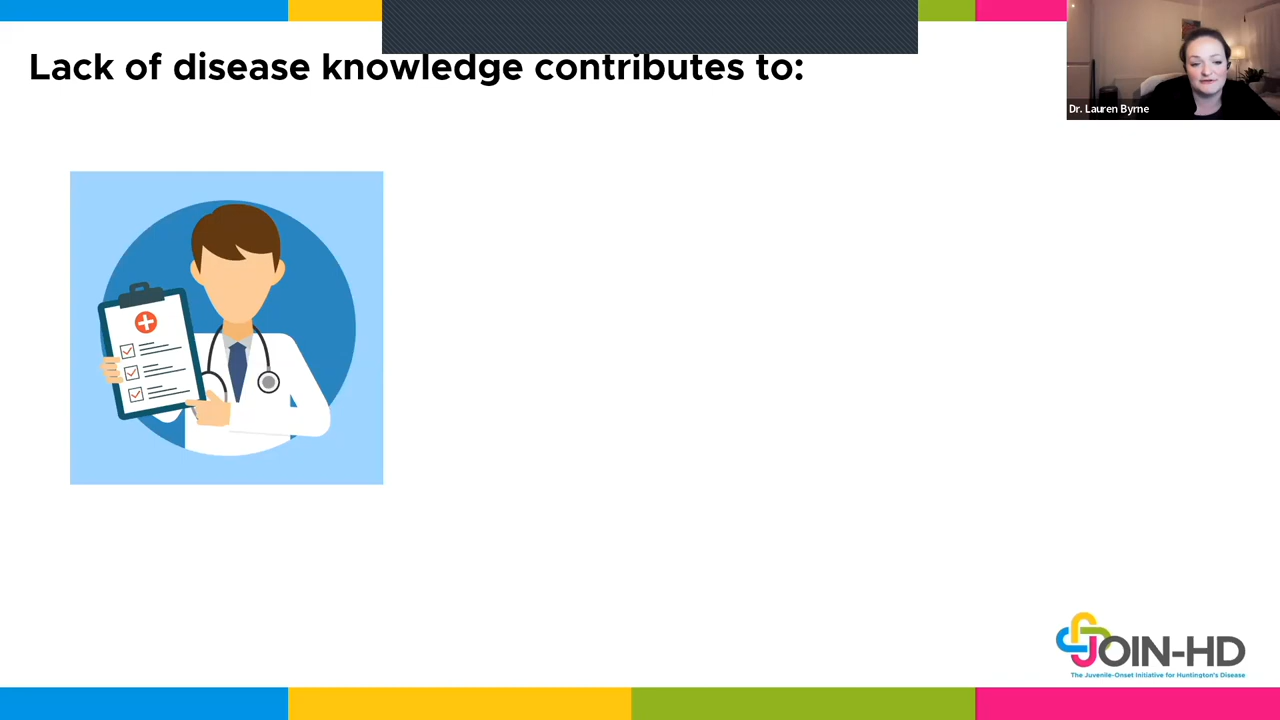 Lack of disease knowledge contributes to:
Dr. Lauren Byrne
JOIN-HD
The Juvenile-Onset Initiative for Huntington's Disease